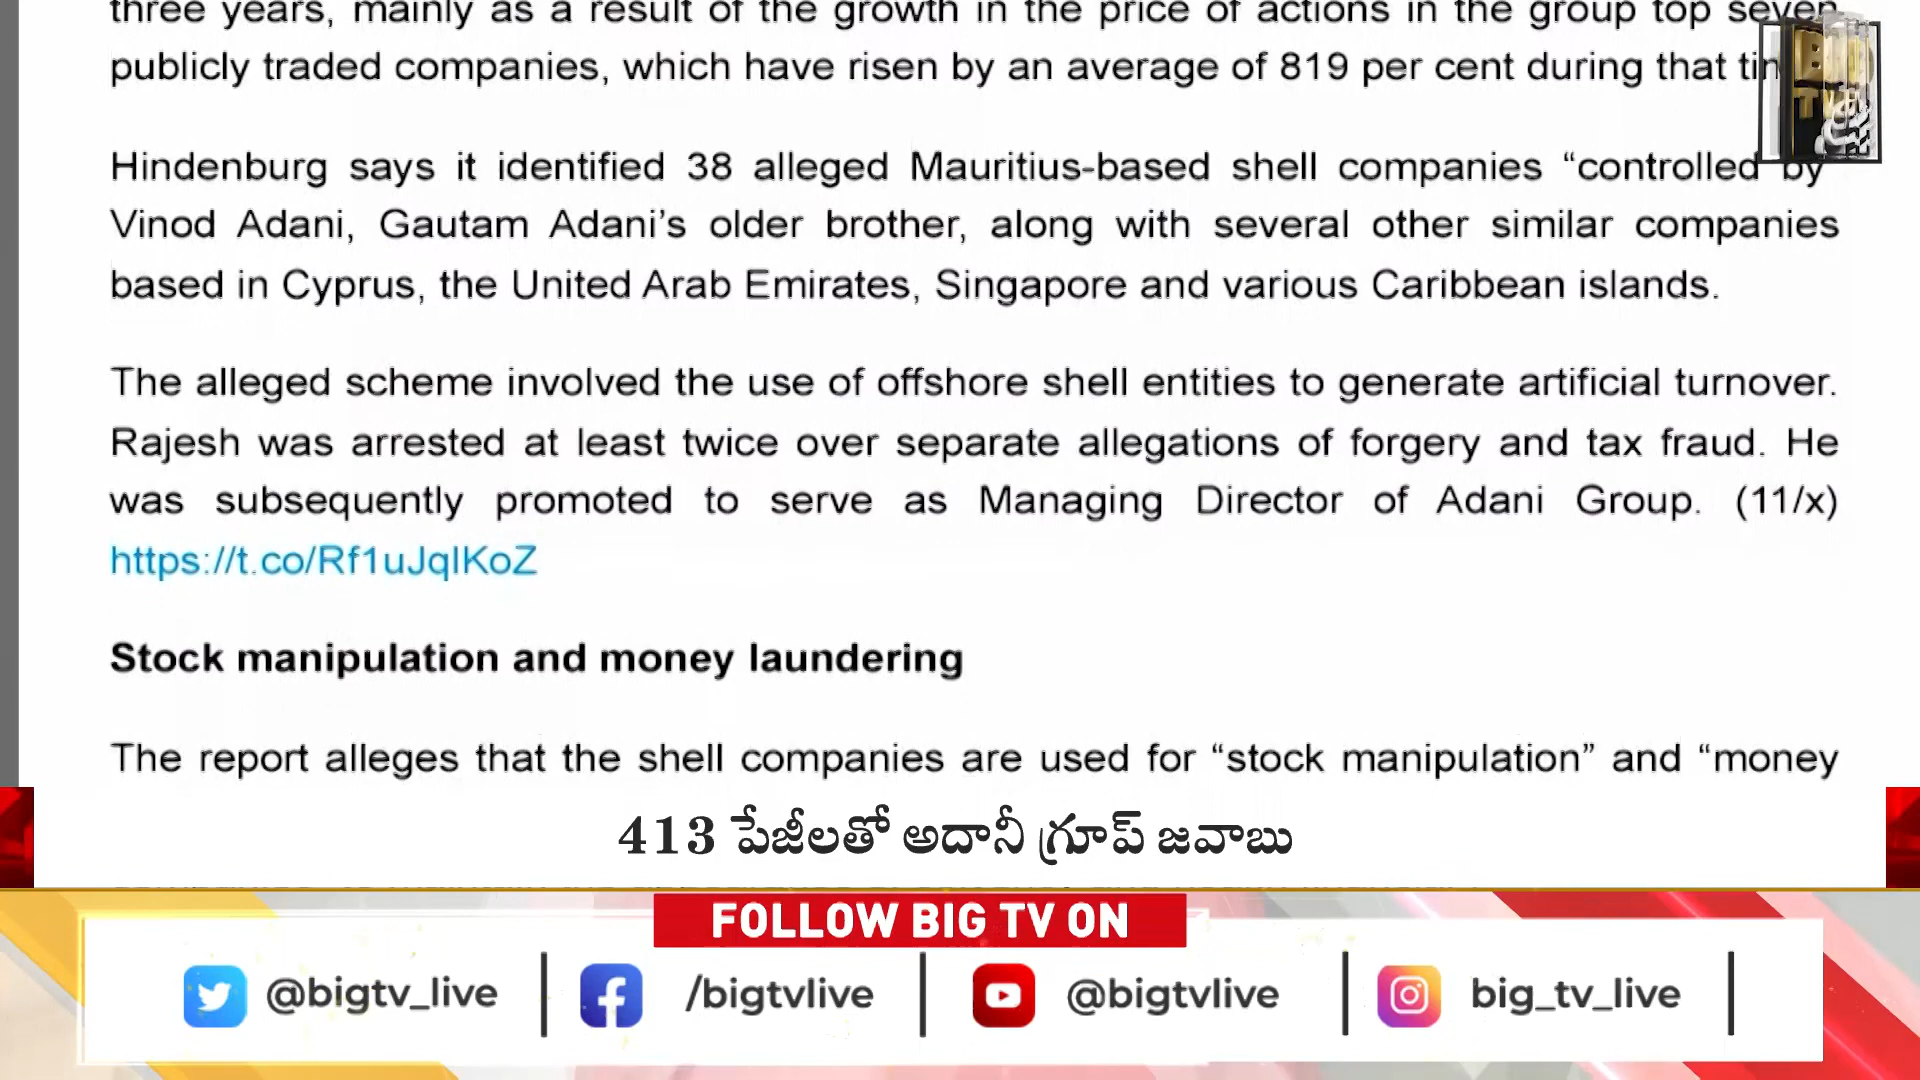 three years, mainly as a result of the growth in the price of actions in the group top seven
publicly traded companies, which have risen by an average of 819 per cent during that
Hindenburg says it identified 38 alleged Mauritius-based shell companies “controlled by
Vinod Adani, Gautam Adani’s older brother, along with several other similar companies
based in Cyprus, the United Arab Emirates, Singapore and various Caribbean islands.
The alleged scheme involved the use of offshore shell entities to generate artificial turnover.
Rajesh was arrested at least twice over separate allegations of forgery and tax fraud. He
was subsequently promoted to serve as Managing Director of Adani Group. (11/x)
https://t.co/Rf1uJqlKoZ
Stock manipulation and money laundering
The report alleges that the shell companies are used for “stock manipulation” and “money
413 పేజీలతో అదానీ గ్రూప్ జవాబు
FOLLOW BIG TV ON
@bigtv_live
/bigtvlive
@bigtvlive
big_tv_live